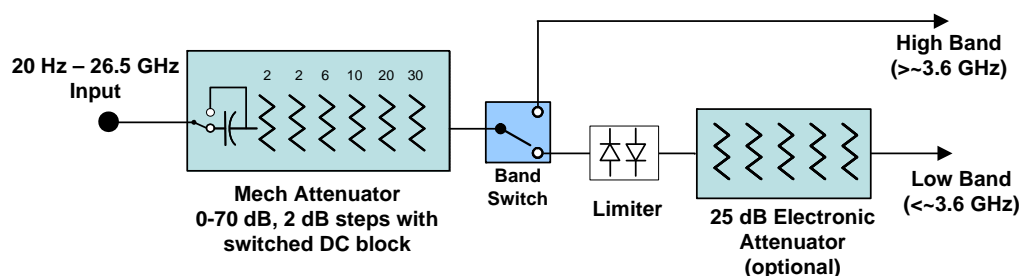 20 Hz – 26.5 GHz
Input
2 2 6 10 20 30
Mech Attenuator
0-70 dB, 2 dB steps with
switched DC block
Band
Switch
Limiter
25 dB Electronic
Attenuator
(optional)
High Band
(>~3.6 GHz)
Low Band
(<~3.6 GHz)